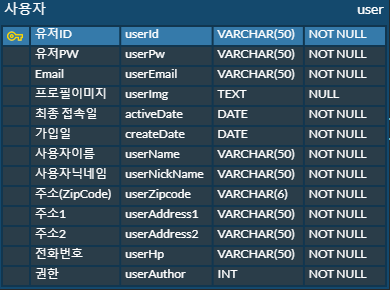 사용자 user
유저ID userId VARCHAR(50) NOT NULL
유저PW userPw VARCHAR(50) NOT NULL
Email userEmail VARCHAR(50) NOT NULL
프로필이미지 userImg TEXT NULL
최종 접속일 activeDate DATE NOT NULL
가입일 createDate DATE NOT NULL
사용자이름 userName VARCHAR(50) NOT NULL
사용자닉네임 userNickName VARCHAR(50) NOT NULL
주소(ZipCode) userZipcode VARCHAR(6) NOT NULL
주소1 userAddress1 VARCHAR(50) NOT NULL
주소2 userAddress2 VARCHAR(50) NOT NULL
전화번호 userHp VARCHAR(50) NOT NULL
권한 userAuthor INT NOT NULL